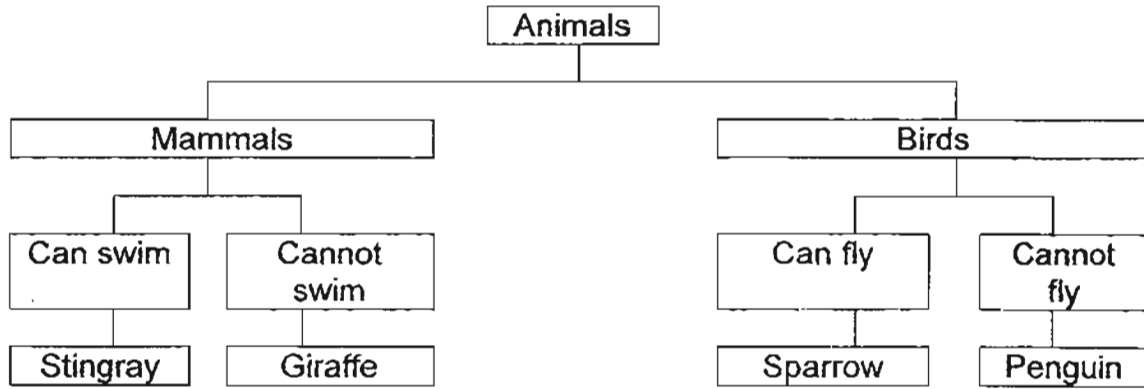 Animals
Mammals
Birds
Can swim
Cannot
swim
Can fly
Cannot
fly
Stingray
Giraffe
Sparrow
Penguin